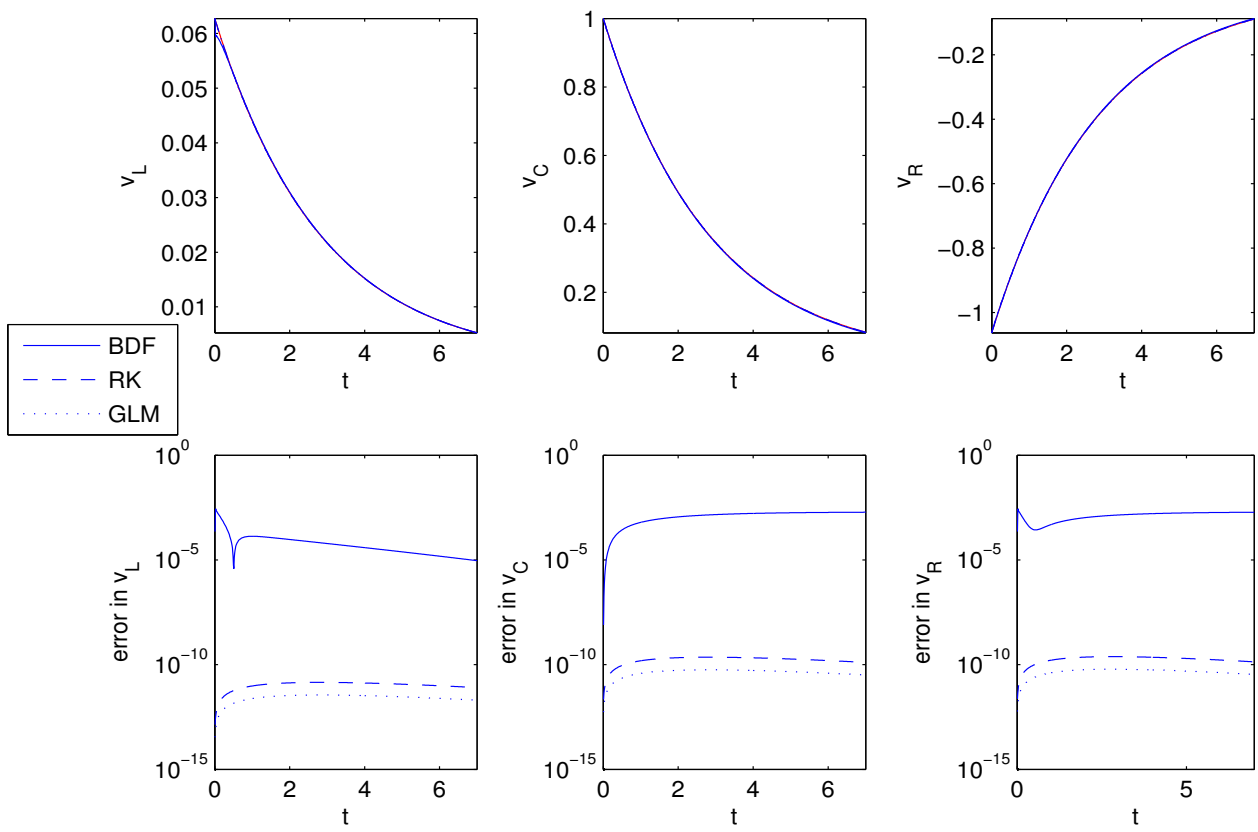 0.06
0.05
0.04
0.03
0.02
0.01
v_L
0 2 4 6
t
1
0.8
0.6
0.4
0.2
v_C
0 2 4 6
t
−0.2
−0.4
−0.6
−0.8
−1
v_R
0 2 4 6
t
BDF
RK
GLM
10^0
10^−5
10^−10
10^−15
error in v_L
0 2 4 6
t
10^0
10^−5
10^−10
10^−15
error in v_C
0 2 4 6
t
10^0
10^−5
10^−10
10^−15
error in v_R
0 5
t